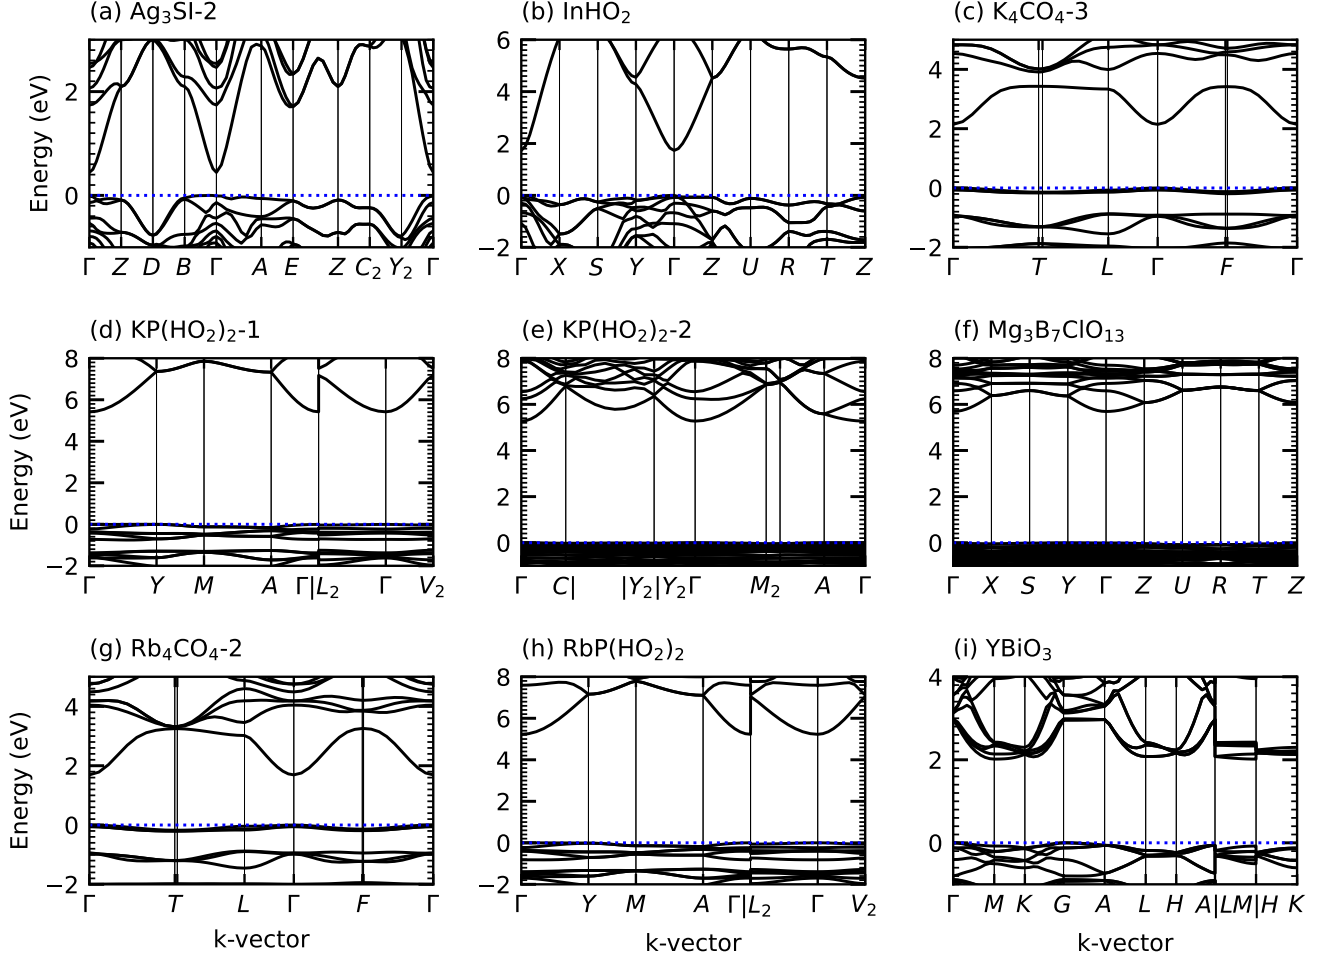 (a) Ag₃SI-2
(b) InHO₂
(c) K₄CO₄-3
Energy (eV)
2
0
Γ Z D B Γ A E Z C₂ Y₂ Γ
6
4
2
0
−2
Γ X S Y Γ Z U R T Z
4
2
0
−2
Γ T L Γ F Γ
(d) KP(HO₂)₂-1
(e) KP(HO₂)₂-2
(f) Mg₃B₇ClO₁₃
Energy (eV)
8
6
4
2
0
−2
Γ Y M A Γ|L₂ Γ V₂
8
6
4
2
0
Γ C| |Y₂|Y₂Γ M₂ A Γ
8
6
4
2
0
Γ X S Y Γ Z U R T Z
(g) Rb₄CO₄-2
(h) RbP(HO₂)₂
(i) YBiO₃
Energy (eV)
4
2
0
−2
Γ T L Γ F Γ
k-vector
8
6
4
2
0
−2
Γ Y M A Γ|L₂ Γ V₂
k-vector
4
2
0
Γ M K G A L H A|LM|H K
k-vector